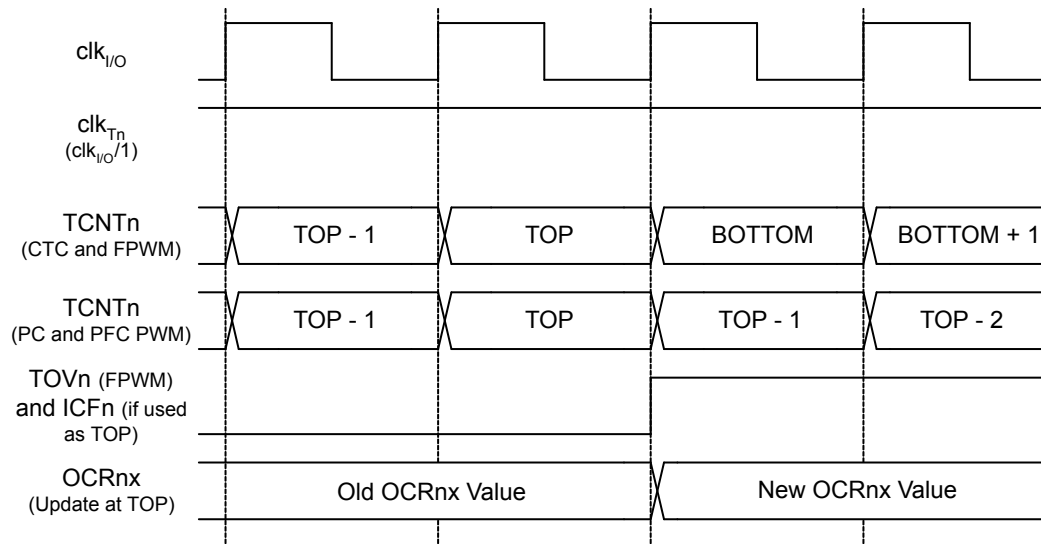 clkI/O
clkTn
(clkI/O/1)
TCNTn
(CTC and FPWM)
TOP - 1 TOP BOTTOM BOTTOM + 1
TCNTn
(PC and PFC PWM)
TOP - 1 TOP TOP - 1 TOP - 2
TOVn (FPWM)
and ICFn (if used
as TOP)
OCRnx
(Update at TOP)
Old OCRnx Value New OCRnx Value